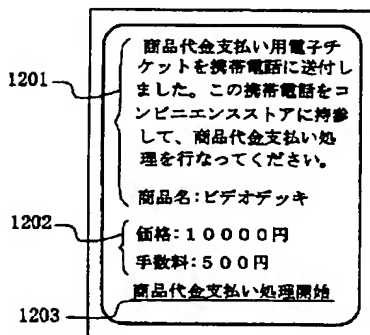 商品代金支払い用電子チ
ケットを携帯電話に送付し
ました。この携帯電話をコ
ンビニエンスストアに持参
して、商品代金支払い処
理を行なってください。
1201
商品名:ビデオデッキ
1202
価格:10000円
手数料:500円
1203
商品代金支払い処理開始